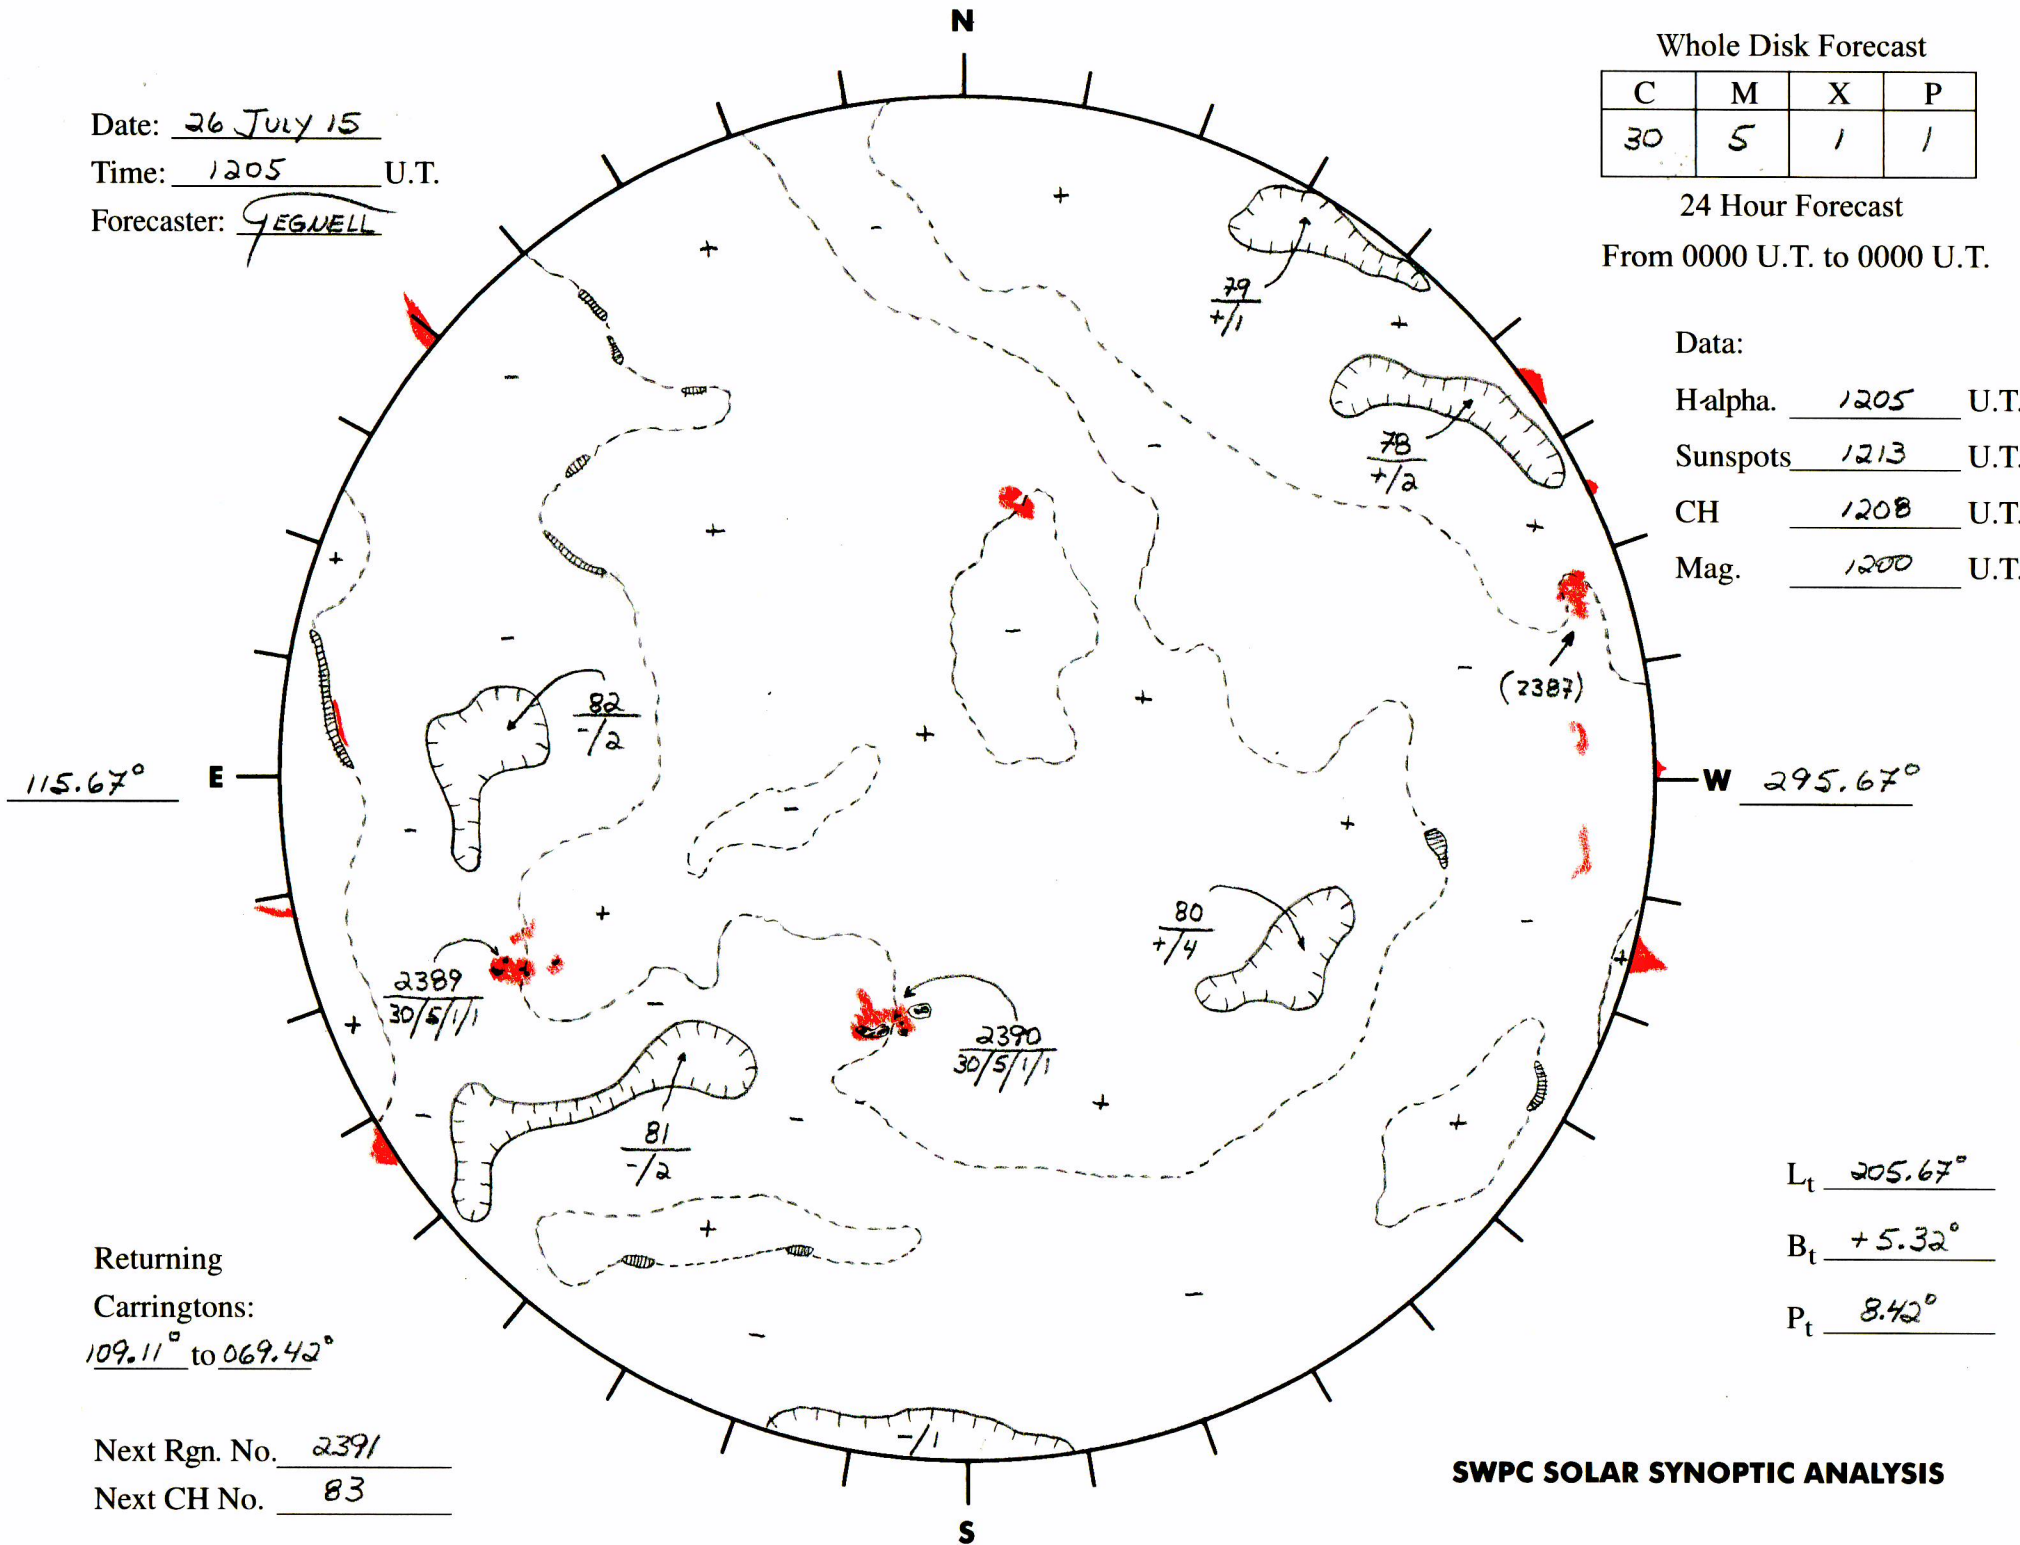 N
Date: 26 JULY 15
Time: 1205 U.T.
Forecaster: GEGNELL
Whole Disk Forecast
C M X P
30 5 1 1
24 Hour Forecast
From 0000 U.T. to 0000 U.T.
Data:
H-alpha. 1205 U.T.
Sunspots 1213 U.T.
CH 1208 U.T.
Mag. 1200 U.T.
79
+/1
78
+/2
(2387)
82
-/2
115.67° E
W 295.67°
80
+/4
2389
30/5/1/1
2390
30/5/1/1
81
-/2
Lt 205.67°
Bt +5.32°
Pt 8.42°
Returning
Carringtons:
109.11° to 069.42°
-/1
Next Rgn. No. 2391
Next CH No. 83
SWPC SOLAR SYNOPTIC ANALYSIS
S